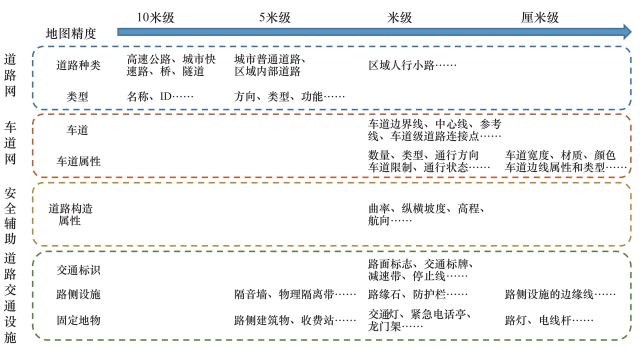 10米级 5米级 米级 厘米级
地图精度
道路网
道路种类 高速公路、城市快 城市普通道路、 区域人行小路……
速路、桥、隧道 区域内部道路
类型 名称、ID…… 方向、类型、功能……
车道网
车道 车道边界线、中心线、参考
线、车道级道路连接点……
车道属性 数量、类型、通行方向 车道宽度、材质、颜色
车道限制、通行状态…… 车道边线属性和类型……
安全辅助
道路构造 曲率、纵横坡度、高程、
属性 航向……
道路交通设施
交通标识 路面标志、交通标牌、
减速带、停止线……
路侧设施 隔音墙、物理隔离带…… 路缘石、防护栏…… 路侧设施的边缘线……
固定地物 路侧建筑物、收费站…… 交通灯、紧急电话亭、 路灯、电线杆……
龙门架……